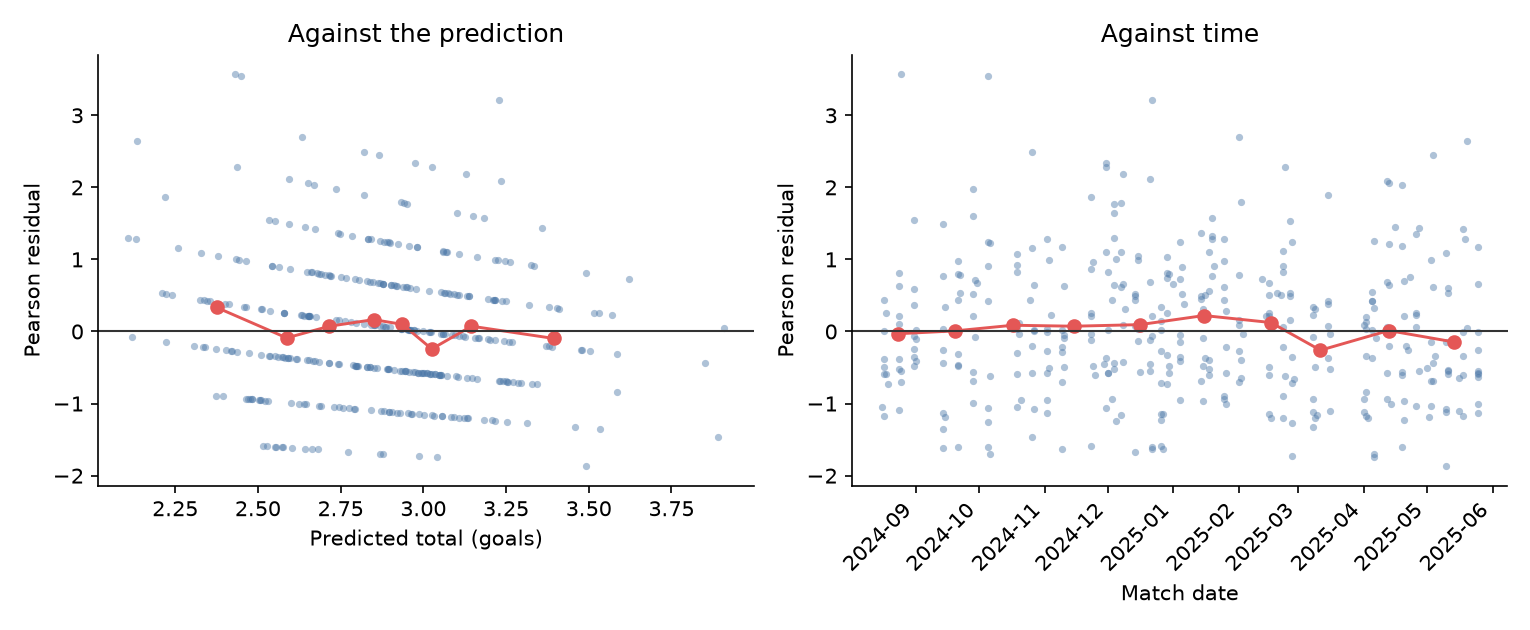 Against the prediction
Pearson residual
3
2
1
0
−1
−2
2.25 2.50 2.75 3.00 3.25 3.50 3.75
Predicted total (goals)
Against time
Pearson residual
3
2
1
0
−1
−2
2024-09 2024-10 2024-11 2024-12 2025-01 2025-02 2025-03 2025-04 2025-05 2025-06
Match date